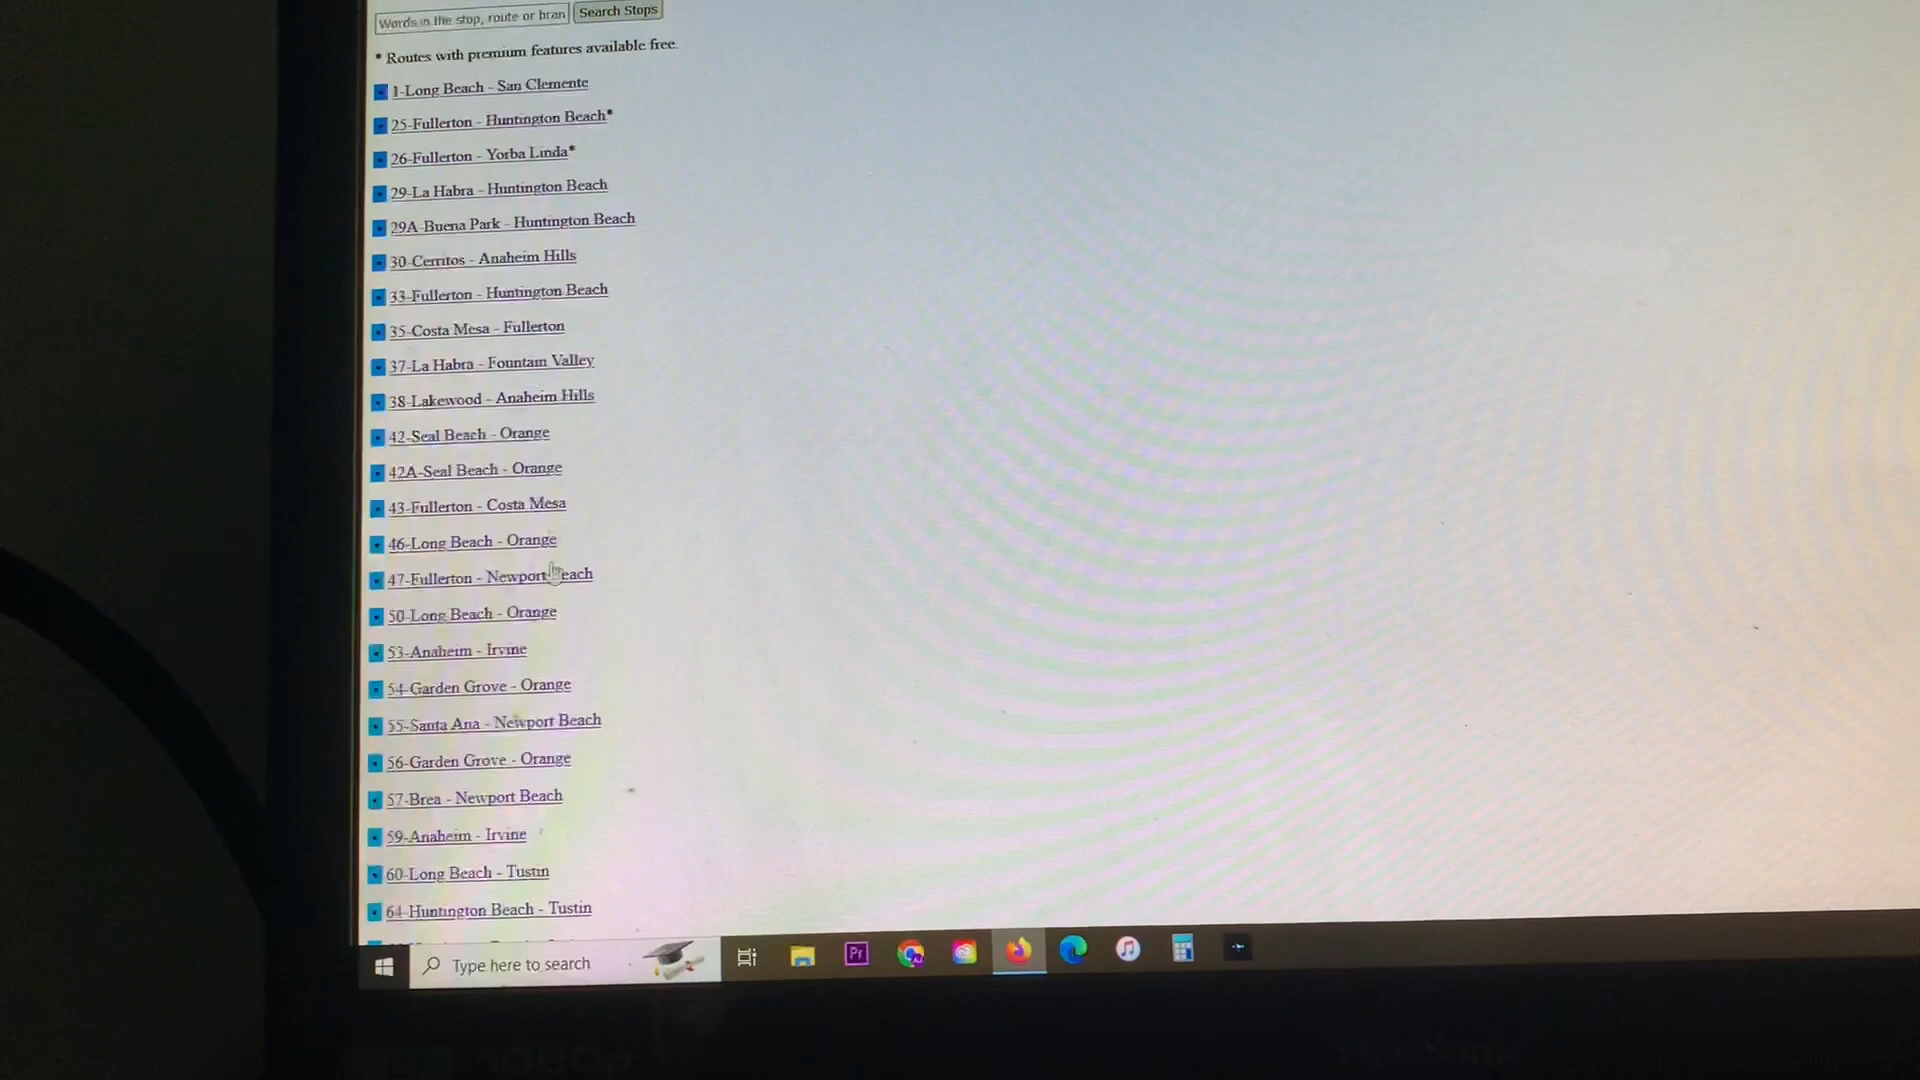 Words in the stop, route or bran
Search Stops
* Routes with premium features available free.
1-Long Beach - San Clemente
25-Fullerton - Huntington Beach*
26-Fullerton - Yorba Linda*
29-La Habra - Huntington Beach
29A-Buena Park - Huntington Beach
30-Cerritos - Anaheim Hills
33-Fullerton - Huntington Beach
35-Costa Mesa - Fullerton
37-La Habra - Fountain Valley
38-Lakewood - Anaheim Hills
42-Seal Beach - Orange
42A-Seal Beach - Orange
43-Fullerton - Costa Mesa
46-Long Beach - Orange
47-Fullerton - Newport Beach
50-Long Beach - Orange
53-Anaheim - Irvine
54-Garden Grove - Orange
55-Santa Ana - Newport Beach
56-Garden Grove - Orange
57-Brea - Newport Beach
59-Anaheim - Irvine
60-Long Beach - Tustin
64-Huntington Beach - Tustin
Type here to search
Pr
1080p
ViewSonic